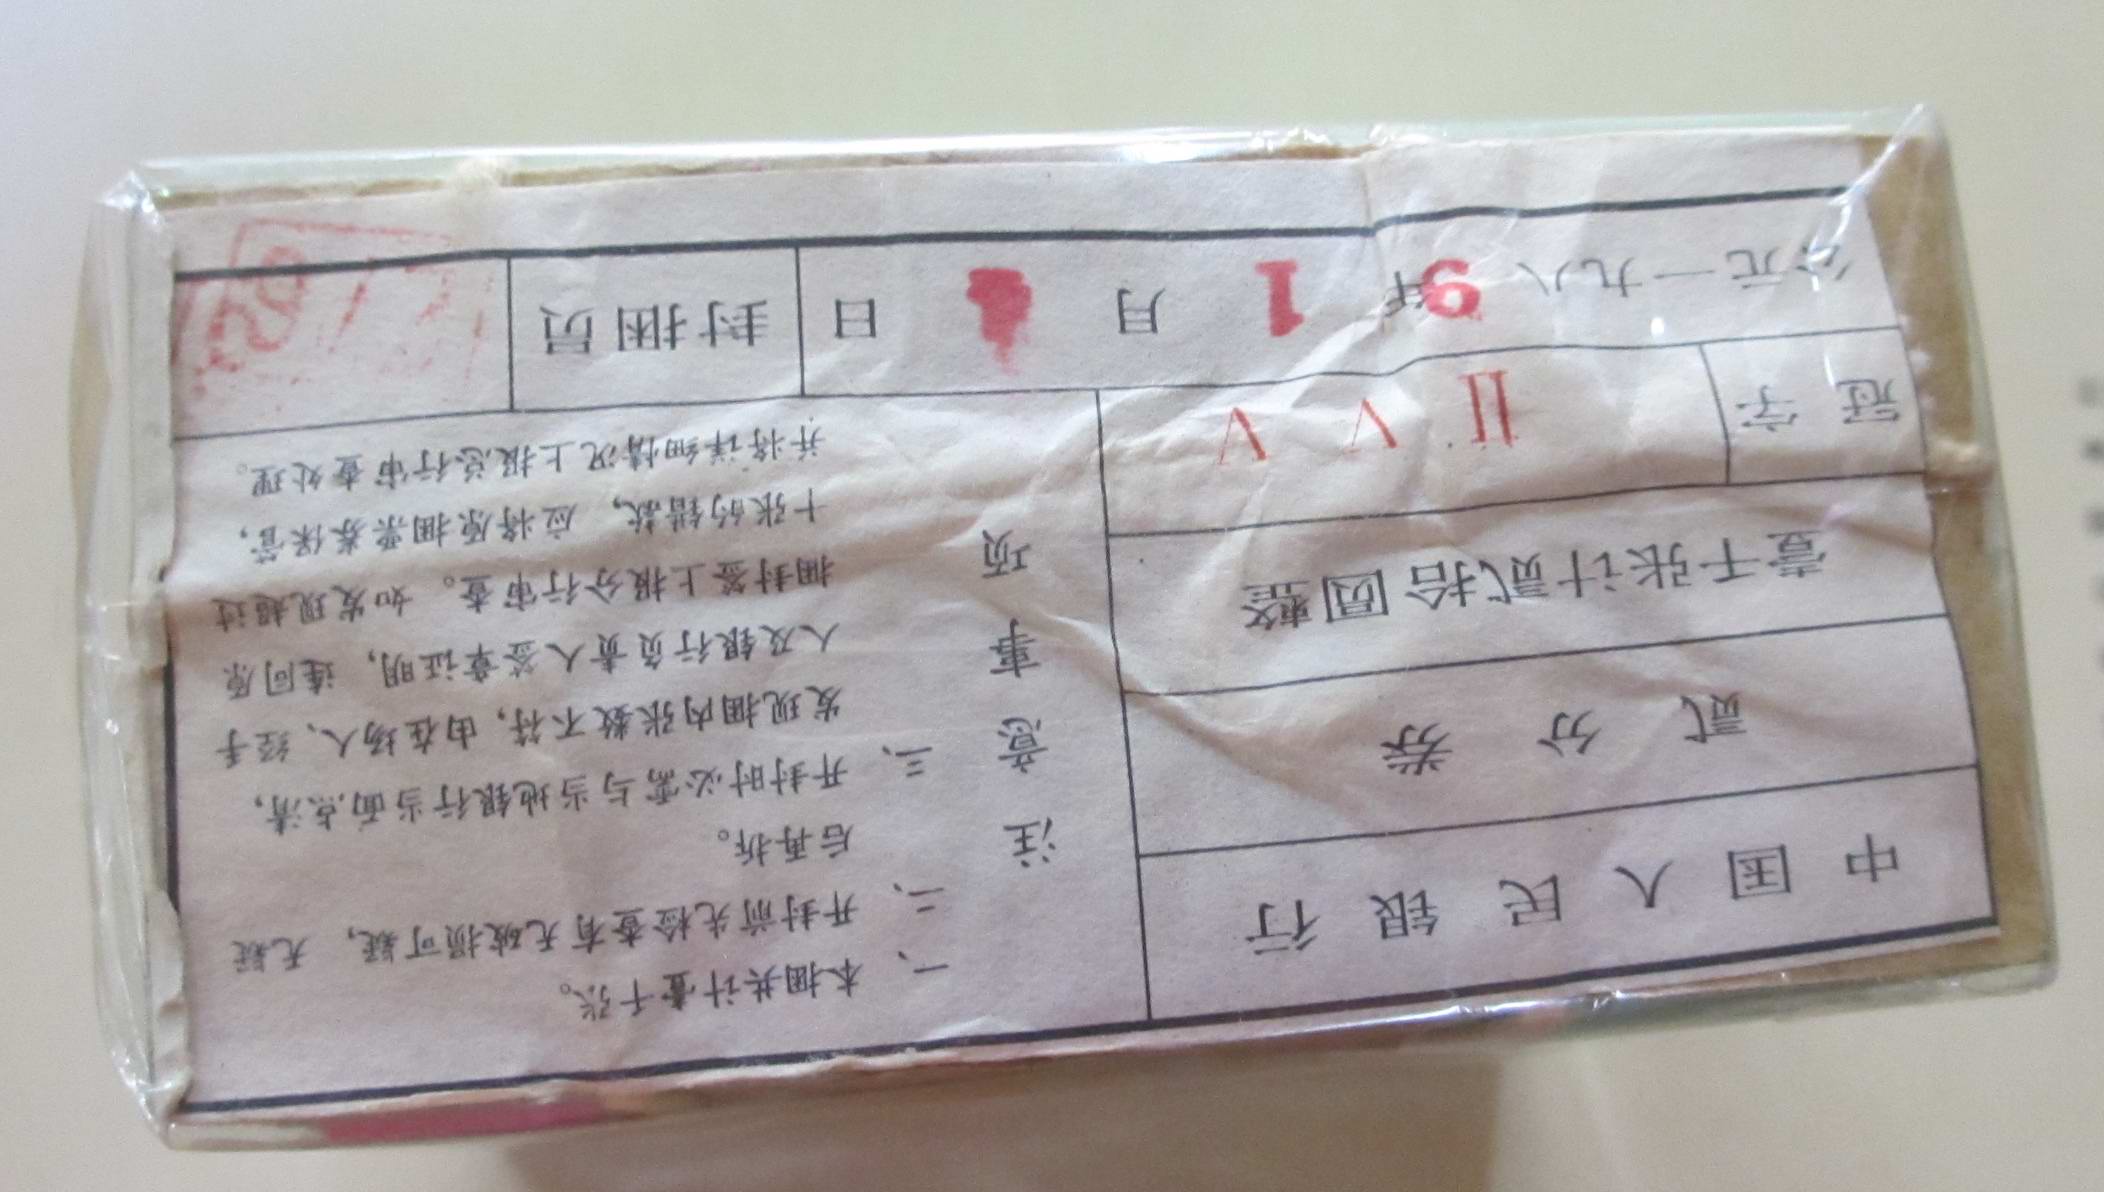 中国人民银行
贰分券
壹千张计贰拾圆整
冠字 II V V
公元一九八6年1月 日 封捆员
注意事项
一、本捆共计壹千张。
二、开封前先检查有无破损可疑，无疑
后再拆。
三、开封时必需与当地银行当面点清，
发现捆内张数不符，由在场人、经手
人及银行负责人签章证明，连同原
捆封签上报分行审查。如发现超过
十张的错款，应将原捆票券保管，
并将详细情况上报总行审查处理。